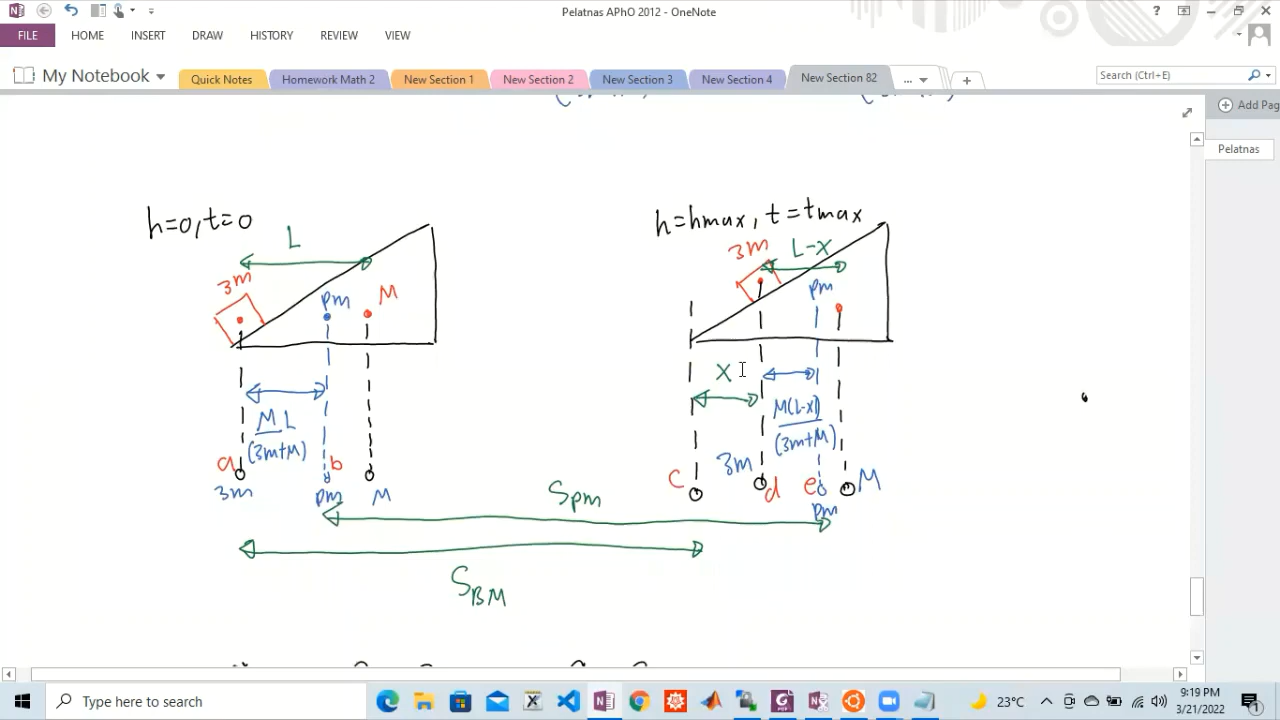 Pelatnas APhO 2012 - OneNote
FILE HOME INSERT DRAW HISTORY REVIEW VIEW
My Notebook Quick Notes Homework Math 2 New Section 1 New Section 2 New Section 3 New Section 4 New Section 82 ... + Search (Ctrl+E)
Add Pag
Pelatnas
h=0, t=0
L
3m
pm
M
ML
(3m+M)
a
b
3m
pm
M
h=hmax, t=tmax
3m
L-x
pm
X
M(L-x)
(3m+M)
c
3m
d
e
M
pm
Spm
SBM
Type here to search
23°C
9:19 PM
3/21/2022
1